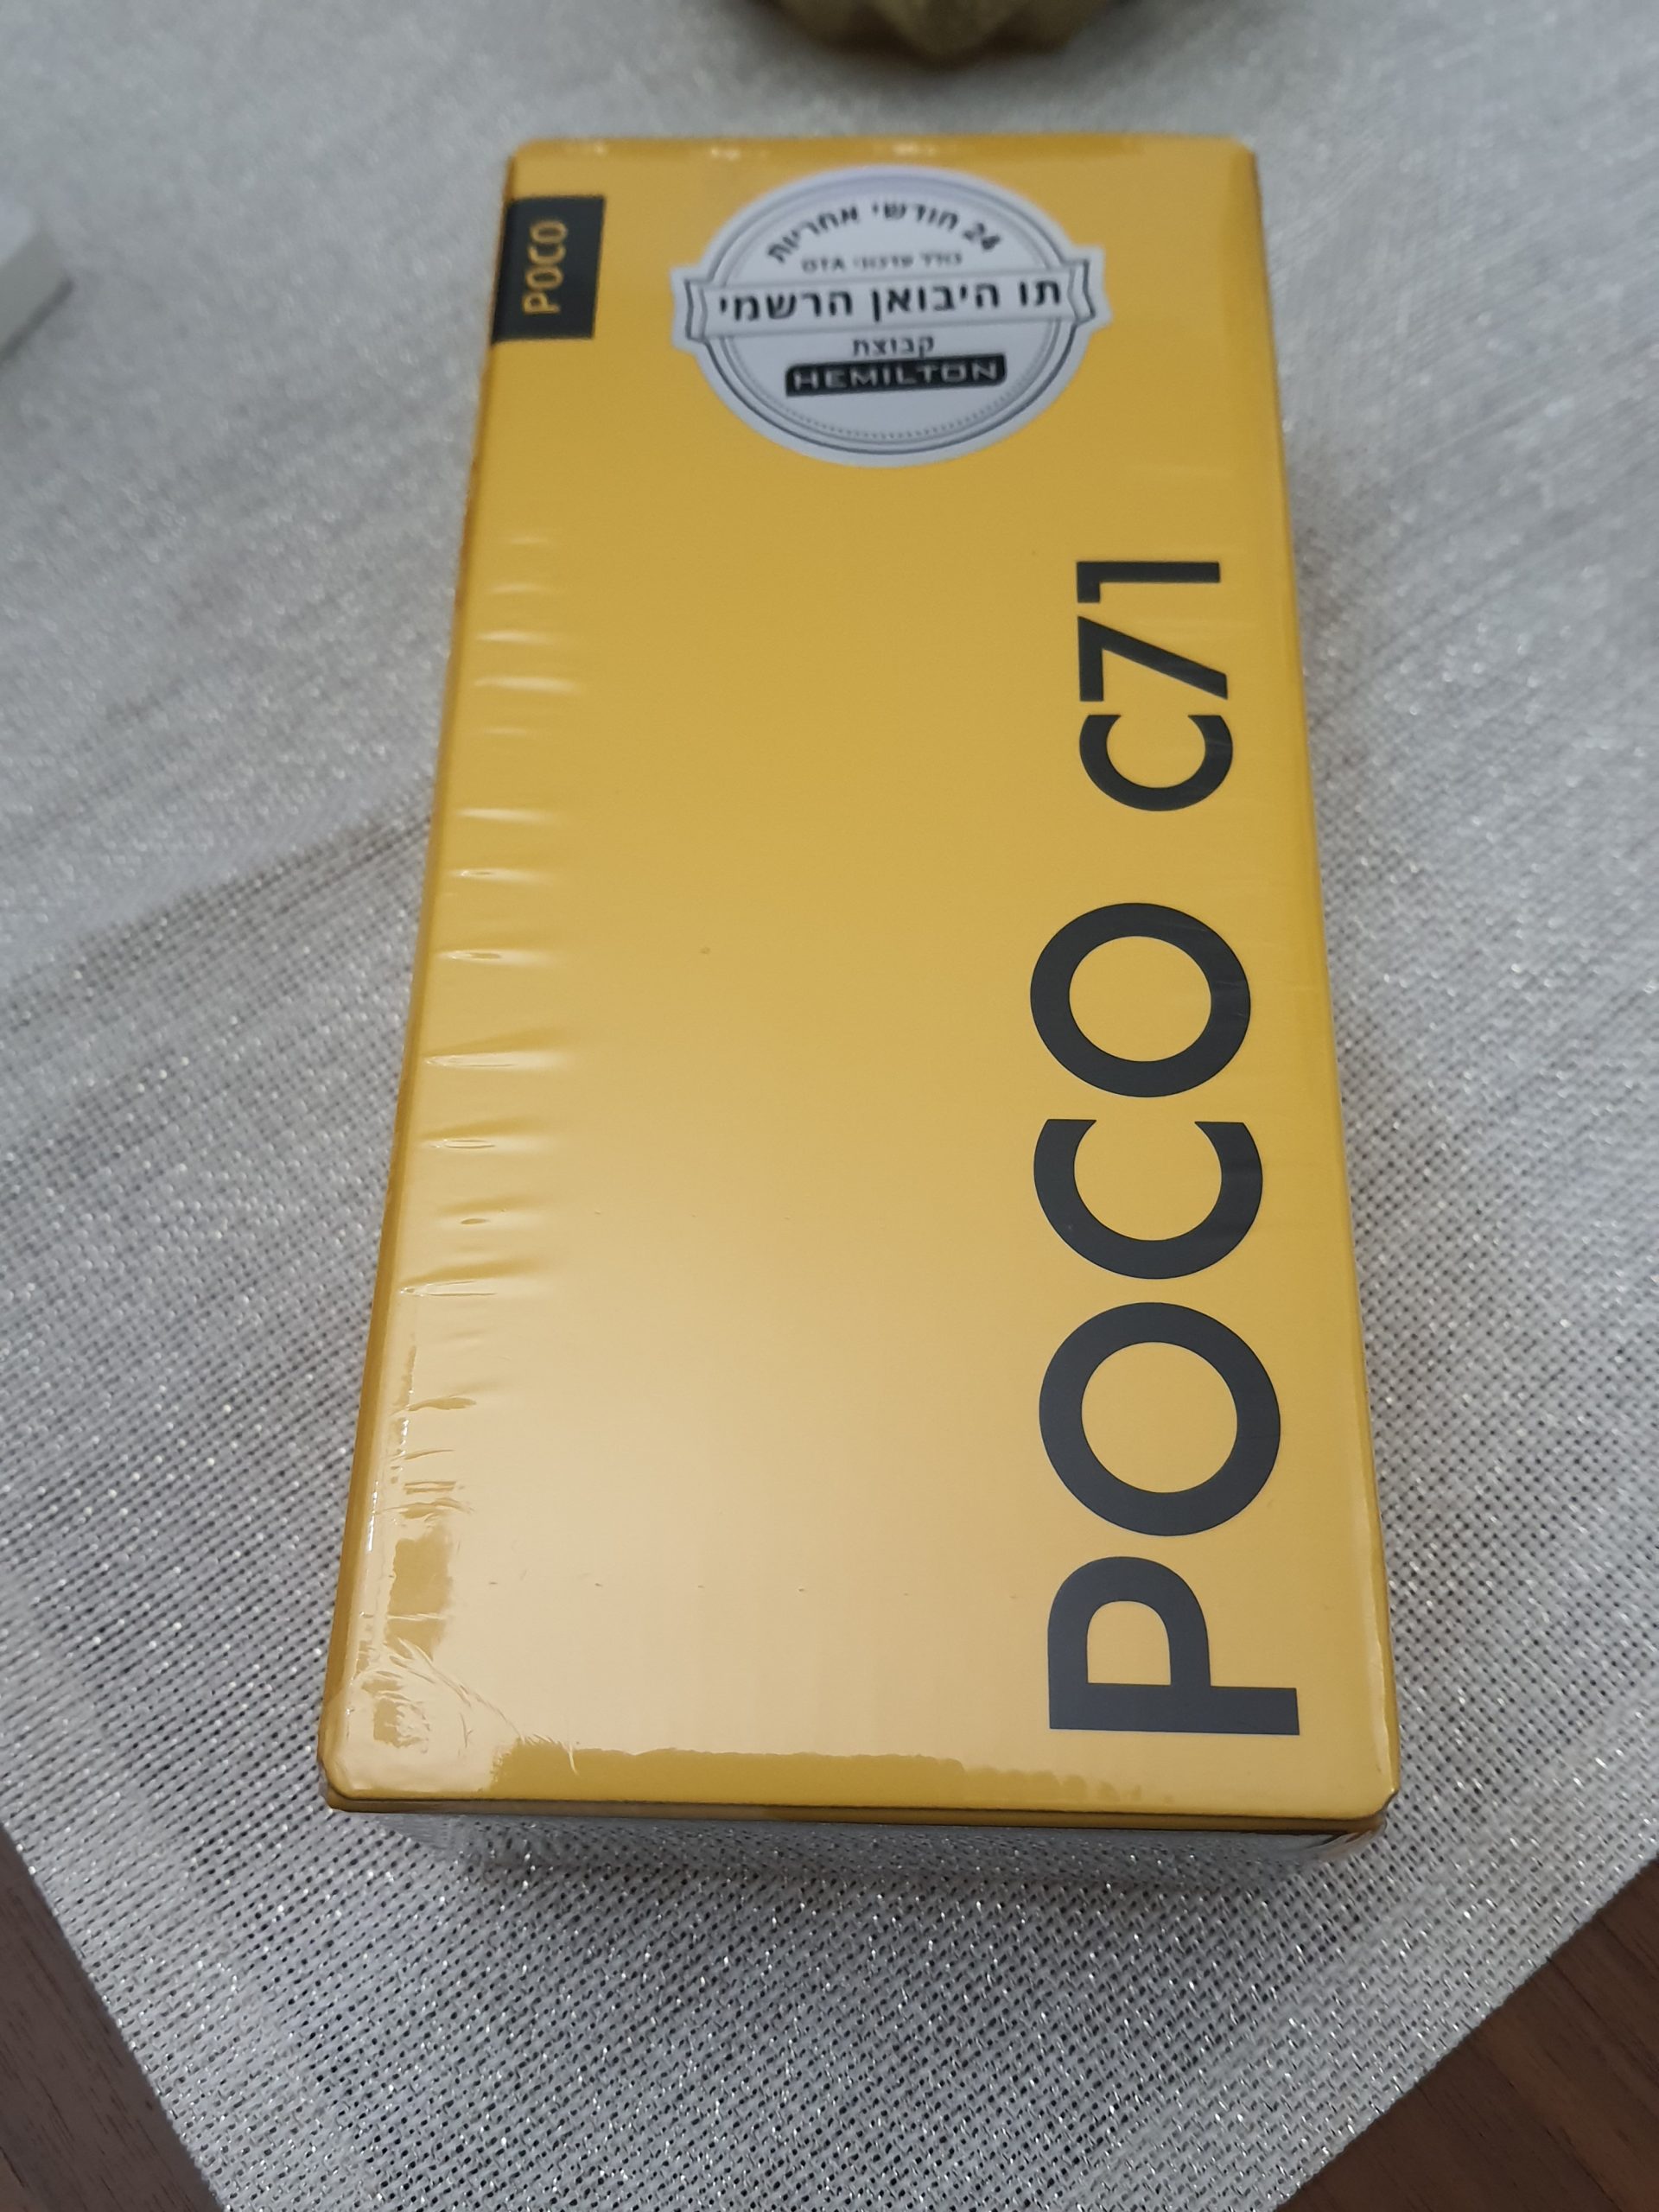 POCO
24 חודשי אחריות
כולל עדכוני OTA
תו היבואן הרשמי
קבוצת
HEMILTON
POCO C71